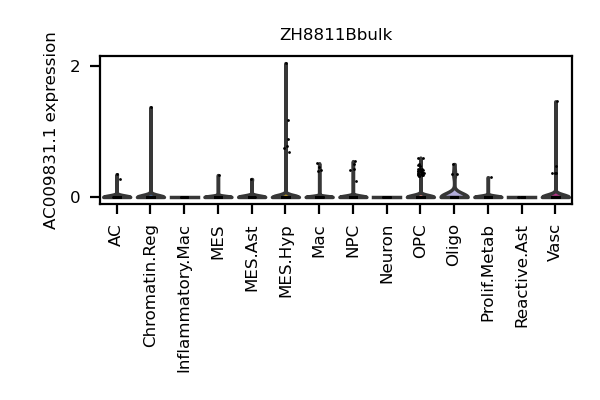 ZH8811Bbulk
AC009831.1 expression
2
0
AC
Chromatin.Reg
Inflammatory.Mac
MES
MES.Ast
MES.Hyp
Mac
NPC
Neuron
OPC
Oligo
Prolif.Metab
Reactive.Ast
Vasc